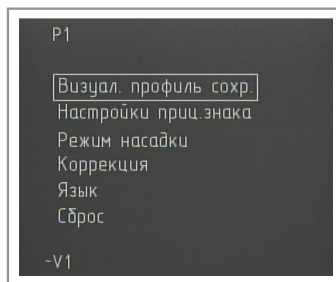 P1
Визуал. профиль сохр.
Настройки приц.знака
Режим насадки
Коррекция
Язык
Сброс
~V1